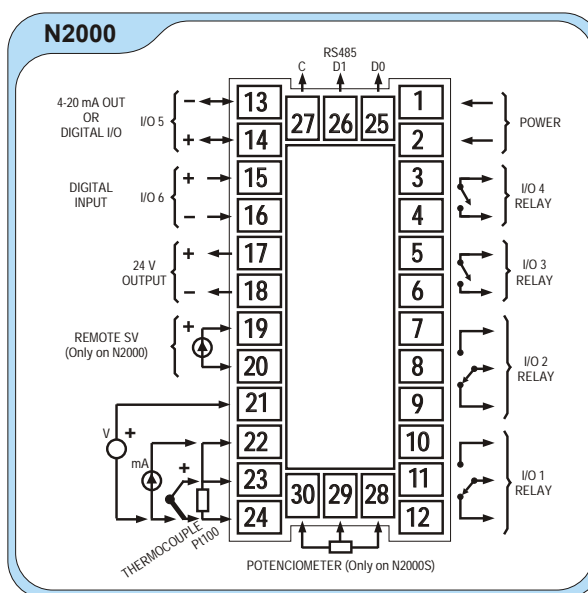 N2000
RS485
C D1 D0
4-20 mA OUT
OR
DIGITAL I/O
I/O 5
−
+
13
14
27
26
25
1
2
POWER
DIGITAL
INPUT
I/O 6
+
−
15
16
3
4
I/O 4
RELAY
24 V
OUTPUT
+
−
17
18
5
6
I/O 3
RELAY
REMOTE SV
(Only on N2000)
+
19
20
7
8
9
I/O 2
RELAY
21
22
23
24
V
+
mA
+
THERMOCOUPLE
Pt100
30
29
28
10
11
12
I/O 1
RELAY
POTENCIOMETER (Only on N2000S)